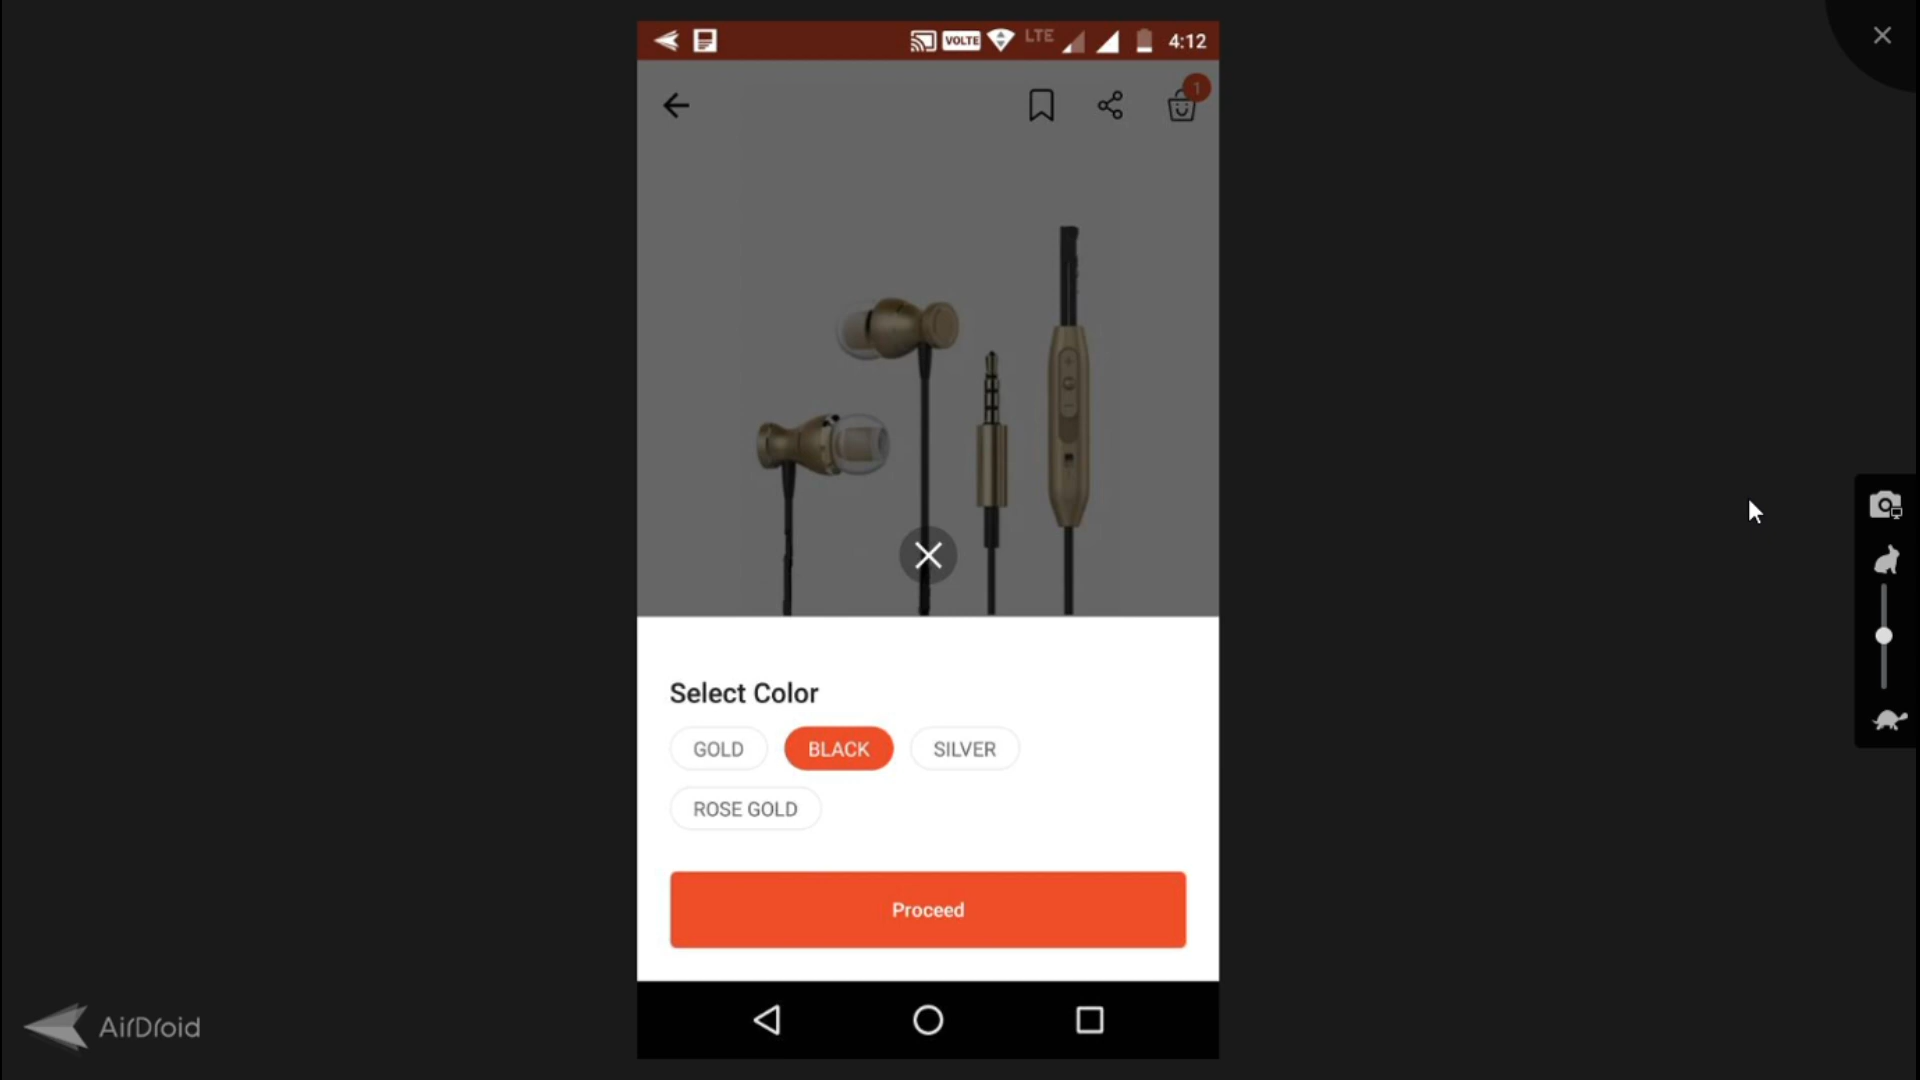 VOLTE LTE 4:12
1
Select Color
GOLD BLACK SILVER
ROSE GOLD
Proceed
AirDroid